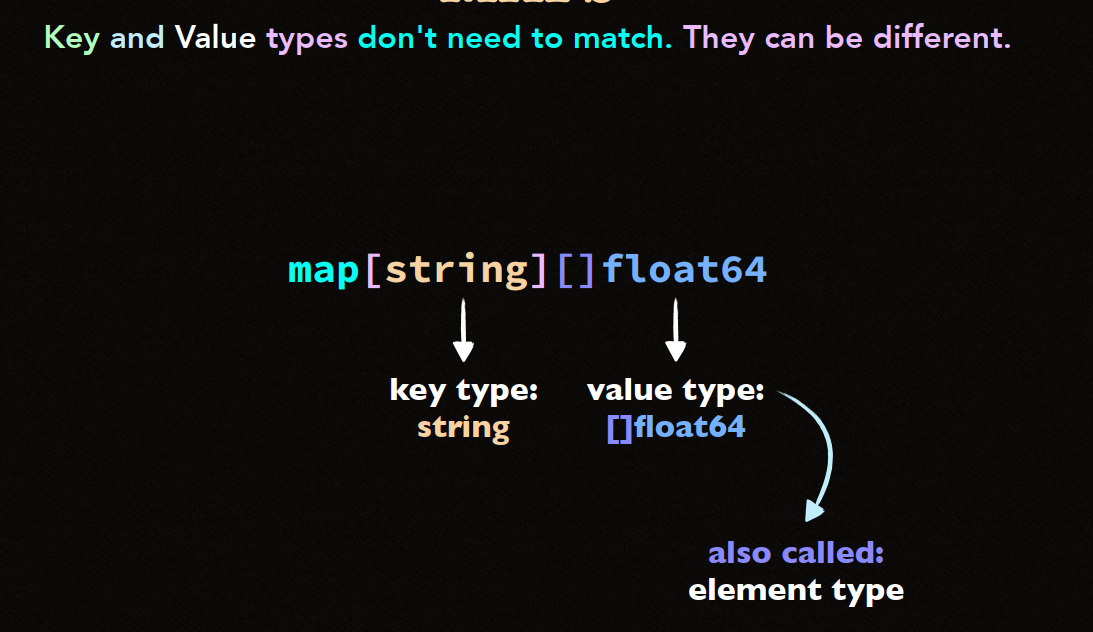 Key and Value types don't need to match. They can be different.
map[string][]float64
key type:
string
value type:
[]float64
also called:
element type